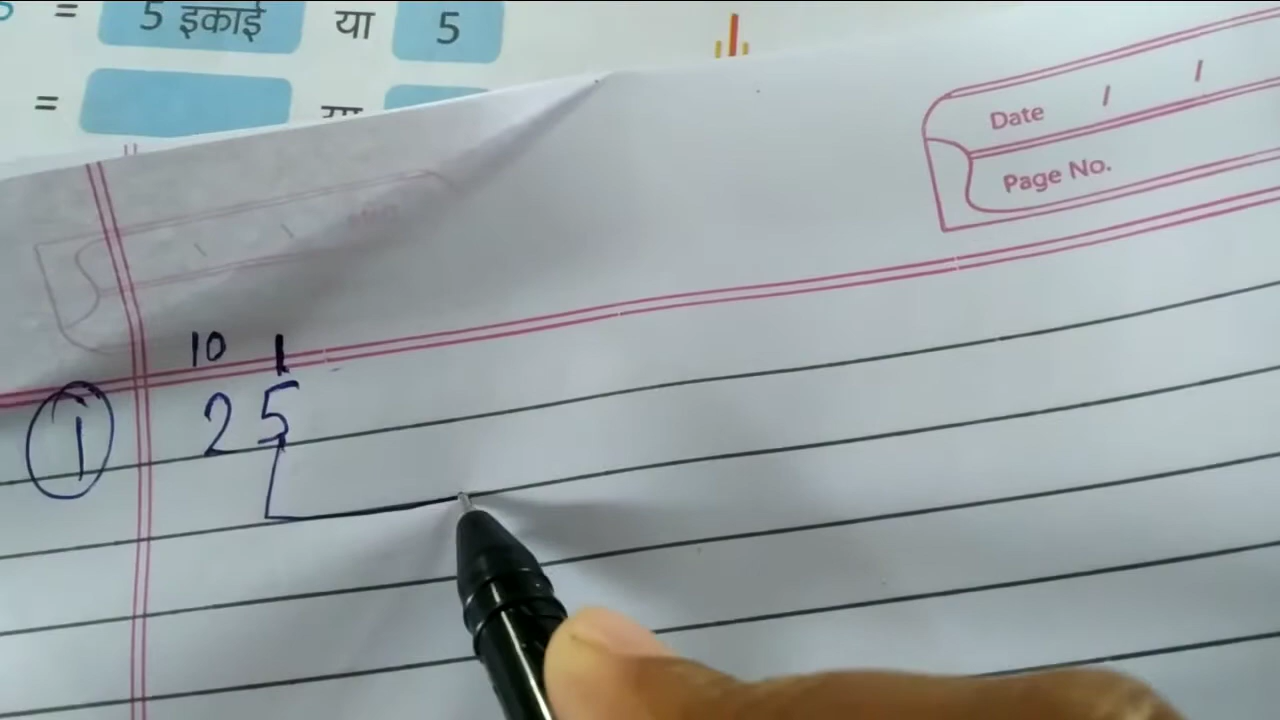 = 5 इकाई या 5
=
Date / /
Page No.
10 1
① 25